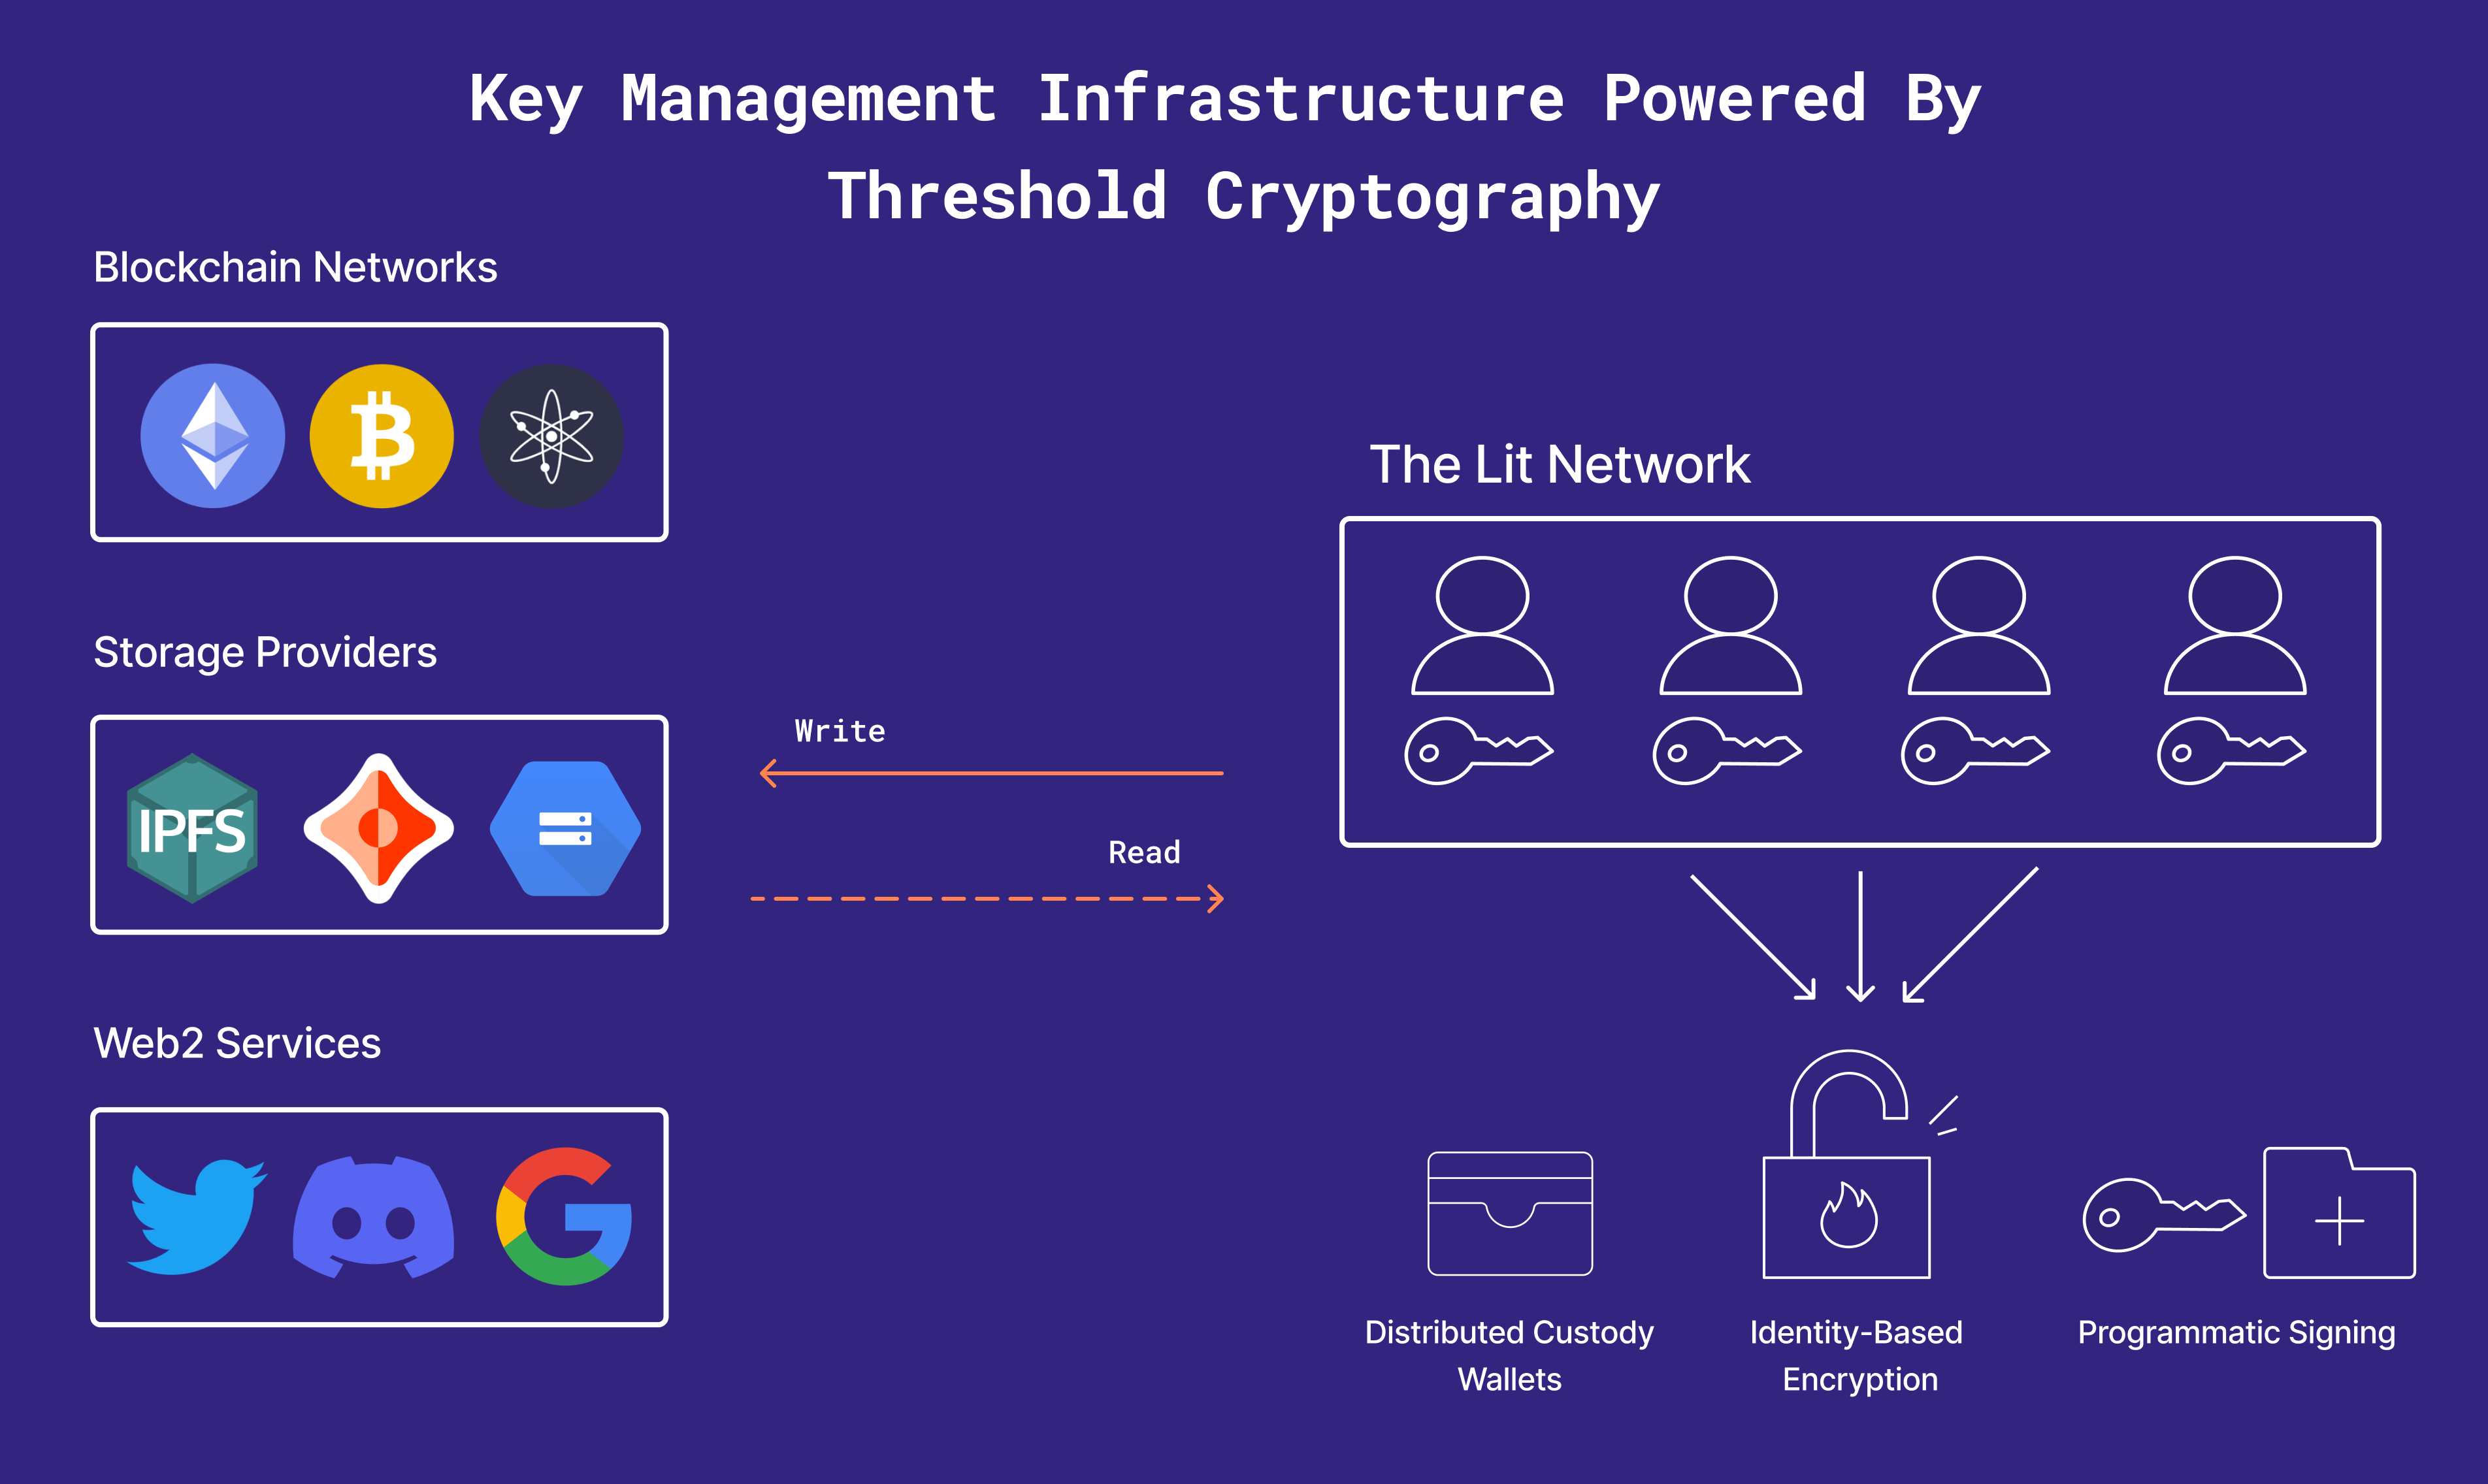 Key Management Infrastructure Powered By
Threshold Cryptography
Blockchain Networks
Storage Providers
IPFS
Web2 Services
Write
Read
The Lit Network
Distributed Custody
Wallets
Identity-Based
Encryption
Programmatic Signing